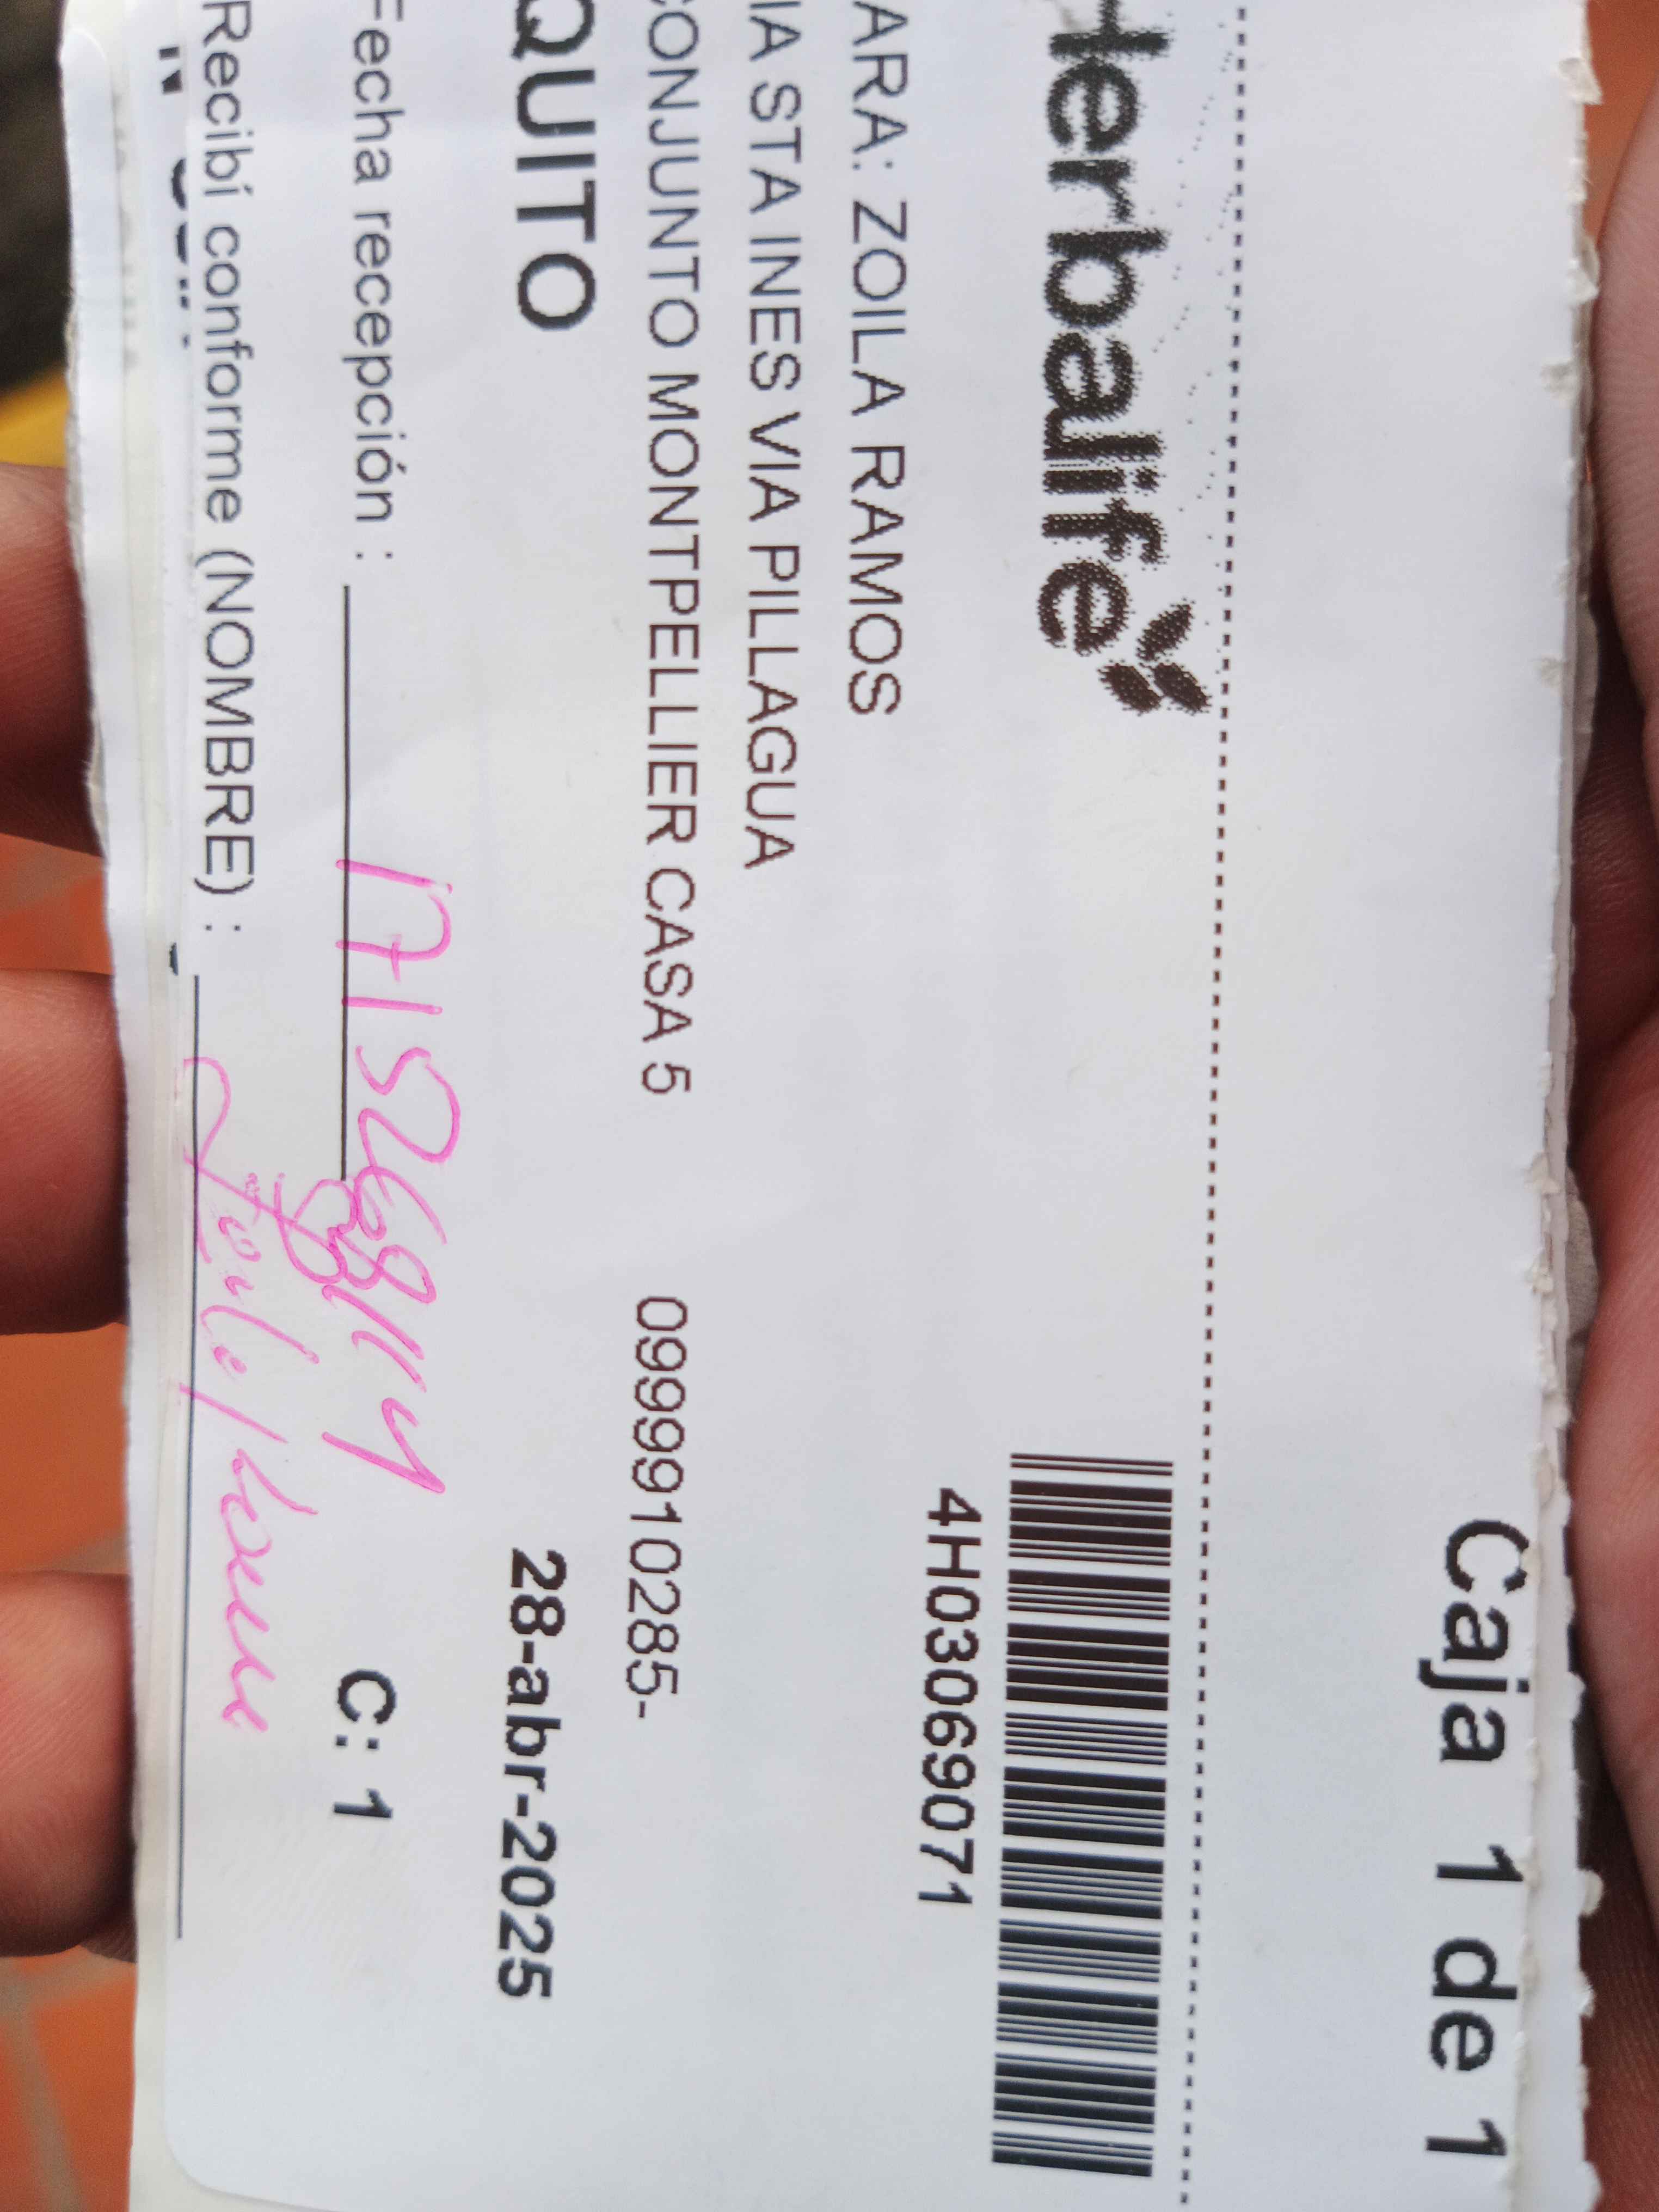 Caja 1 de 1
Herbalife
4H03069071
ARA: ZOILA RAMOS
IA STA INES VIA PILLAGUA
CONJUNTO MONTPELLIER CASA 5 0999910285-
QUITO 28-abr-2025
Fecha recepción : C: 1
Recibí conforme (NOMBRE) :